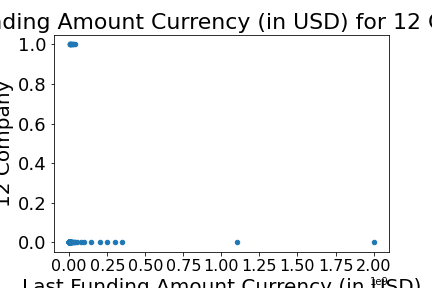 ding Amount Currency (in USD) for 12
1.0
0.8
0.6
0.4
0.2
0.0
12 Company
0.00 0.25 0.50 0.75 1.00 1.25 1.50 1.75 2.00
Last Funding Amount Currency (in USD)